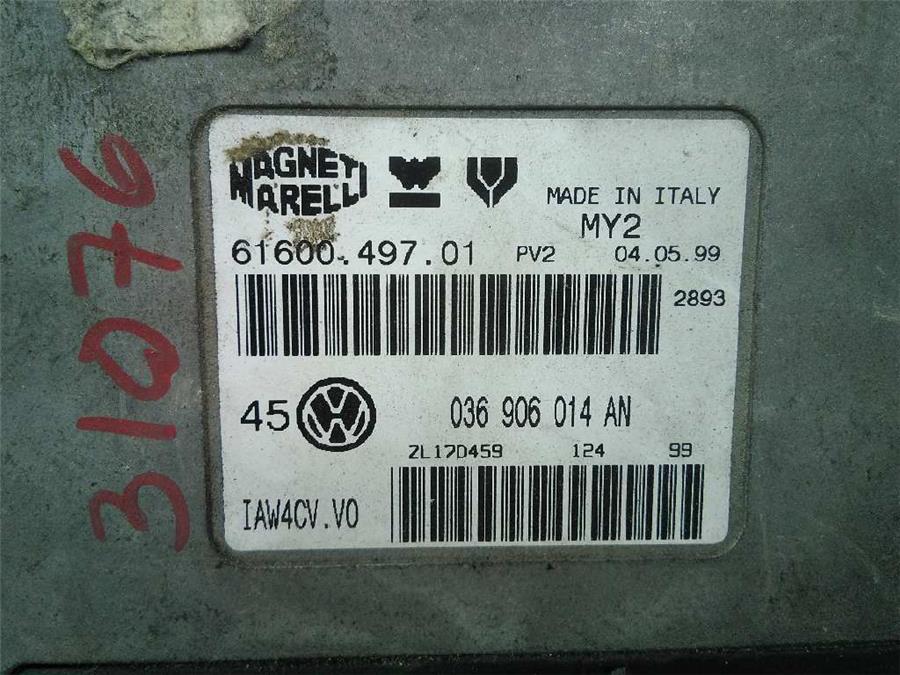 MAGNETI
MARELLI
MADE IN ITALY
MY2
61600.497.01 PV2 04.05.99
2893
45 036 906 014 AN
ZL17D459 124 99
IAW4CV.V0
31076